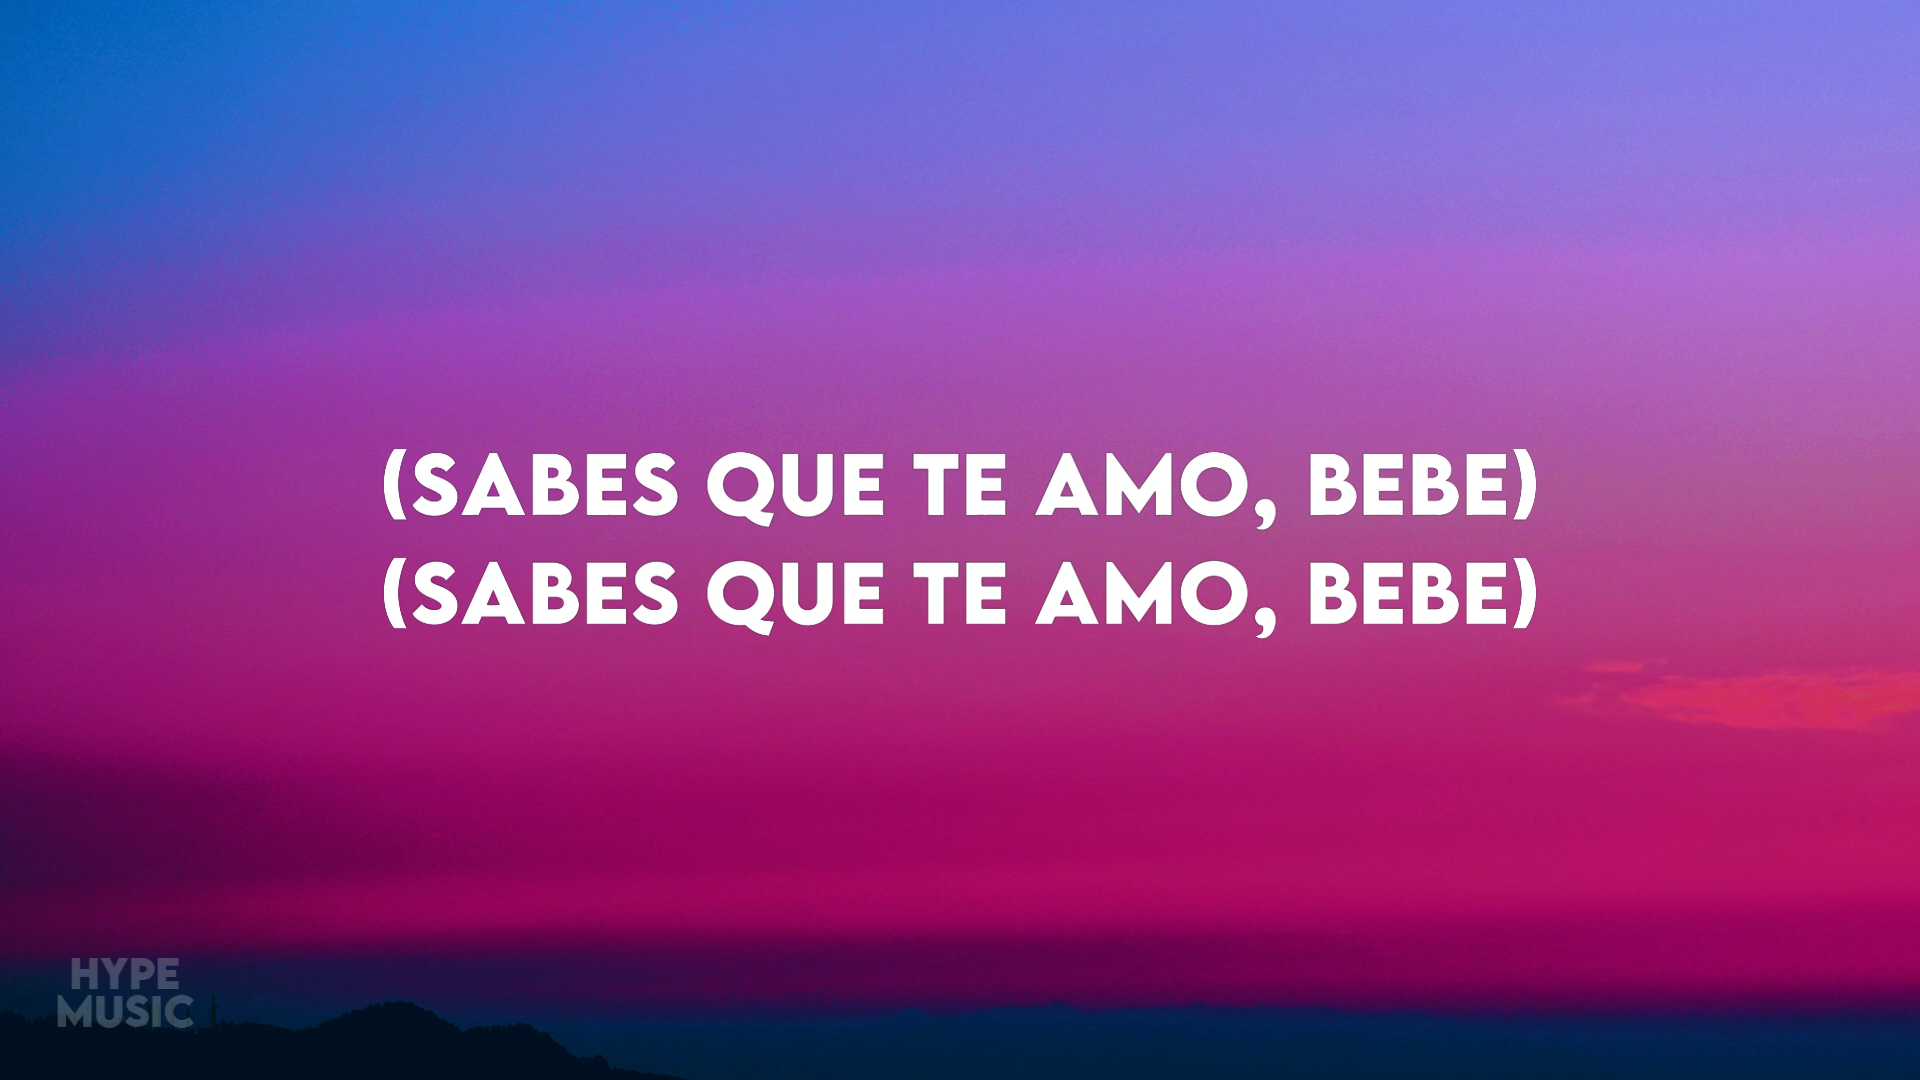 (SABES QUE TE AMO, BEBE)
(SABES QUE TE AMO, BEBE)
HYPE
MUSIC